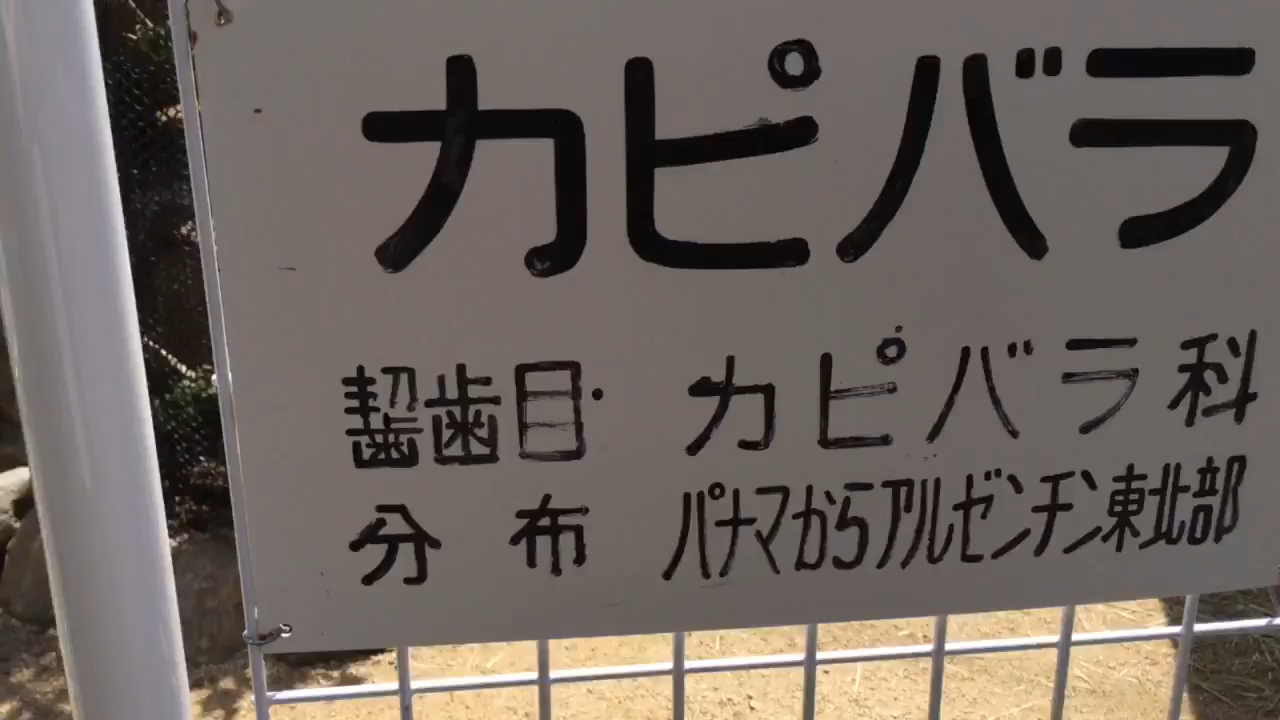 カピバラ
齧歯目・カピバラ科
分布 パナマからアルゼンチン東北部